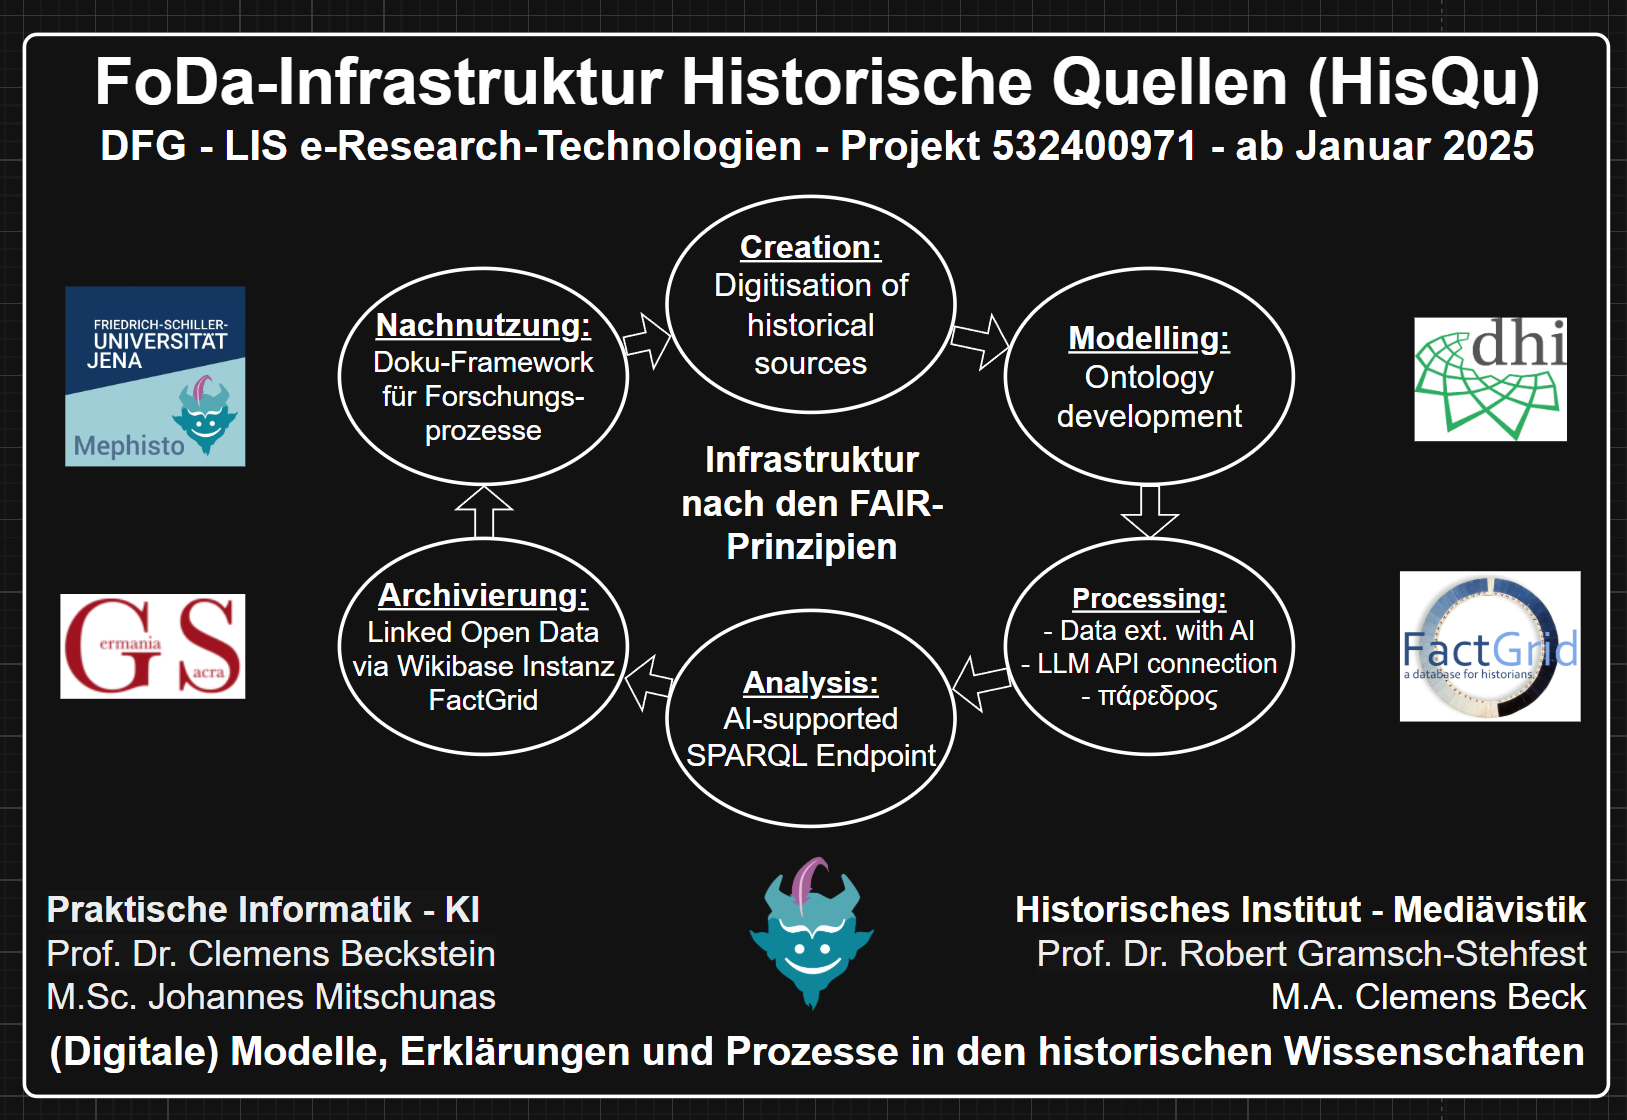 FoDa-Infrastruktur Historische Quellen (HisQu)
DFG - LIS e-Research-Technologien - Projekt 532400971 - ab Januar 2025
Creation:
Digitisation of
historical
sources
Modelling:
Ontology
development
Processing:
- Data ext. with AI
- LLM API connection
- πάρεδρος
Analysis:
AI-supported
SPARQL Endpoint
Archivierung:
Linked Open Data
via Wikibase Instanz
FactGrid
Nachnutzung:
Doku-Framework
für Forschungs-
prozesse
Infrastruktur
nach den FAIR-
Prinzipien
FRIEDRICH-SCHILLER-
UNIVERSITÄT
JENA
Mephisto
dhi
Germania
Sacra
FactGrid
a database for historians.
Praktische Informatik - KI
Prof. Dr. Clemens Beckstein
M.Sc. Johannes Mitschunas
Historisches Institut - Mediävistik
Prof. Dr. Robert Gramsch-Stehfest
M.A. Clemens Beck
(Digitale) Modelle, Erklärungen und Prozesse in den historischen Wissenschaften